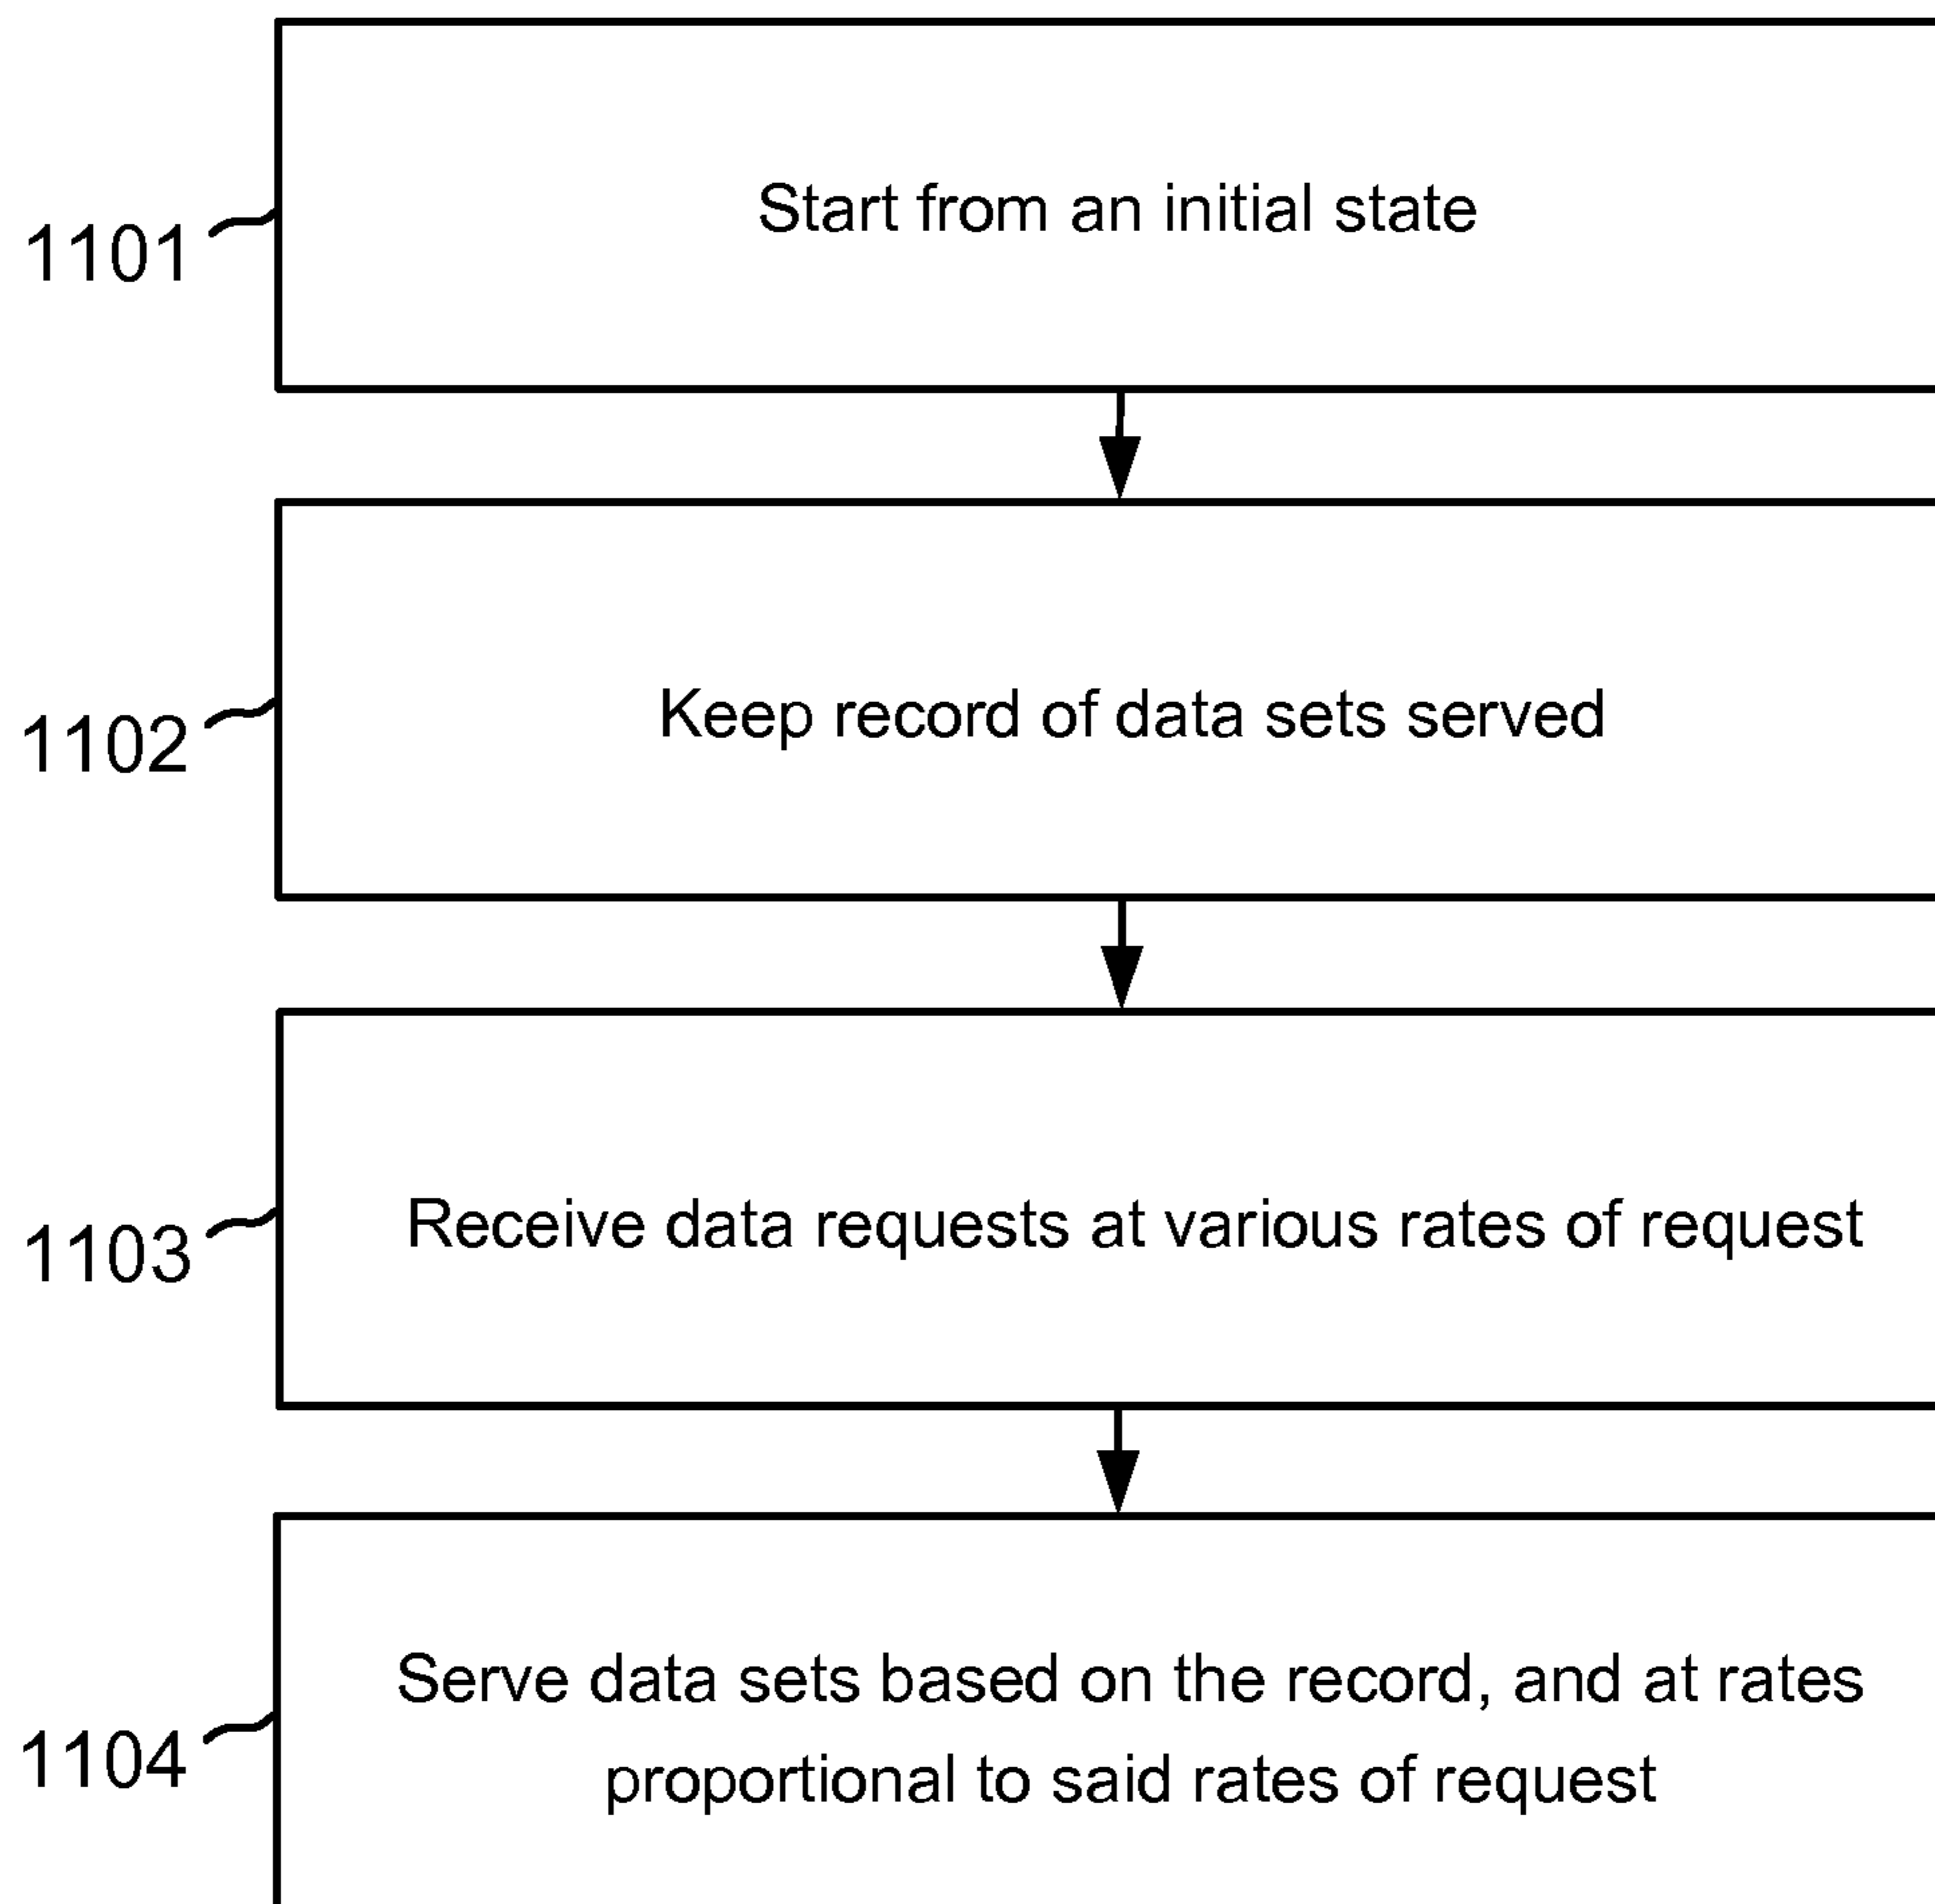 Start from an initial state
1101
Keep record of data sets served
1102
Receive data requests at various rates of request
1103
Serve data sets based on the record, and at rates
proportional to said rates of request
1104